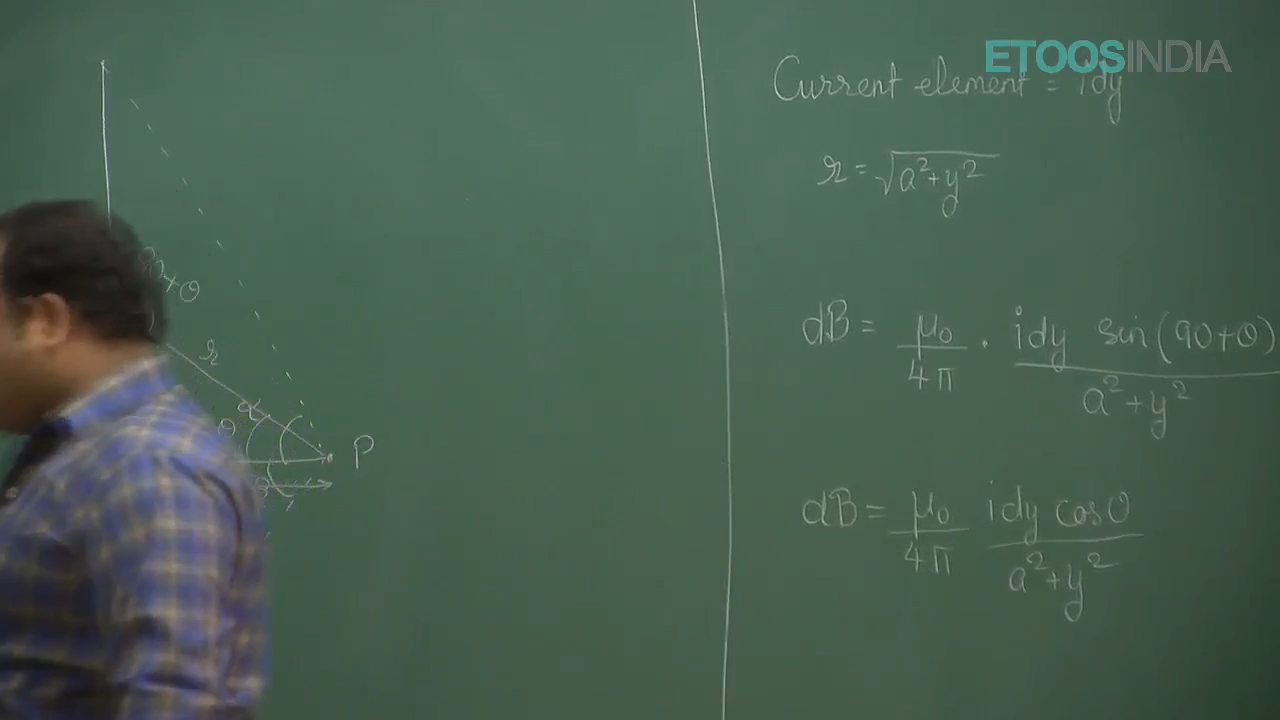 ETOOSINDIA
Current element = idy
r = √a²+y²
dB = μ₀/4π · idy sin(90+θ)/a²+y²
dB = μ₀/4π idy cosθ/a²+y²
90+θ
r
α
θ
P